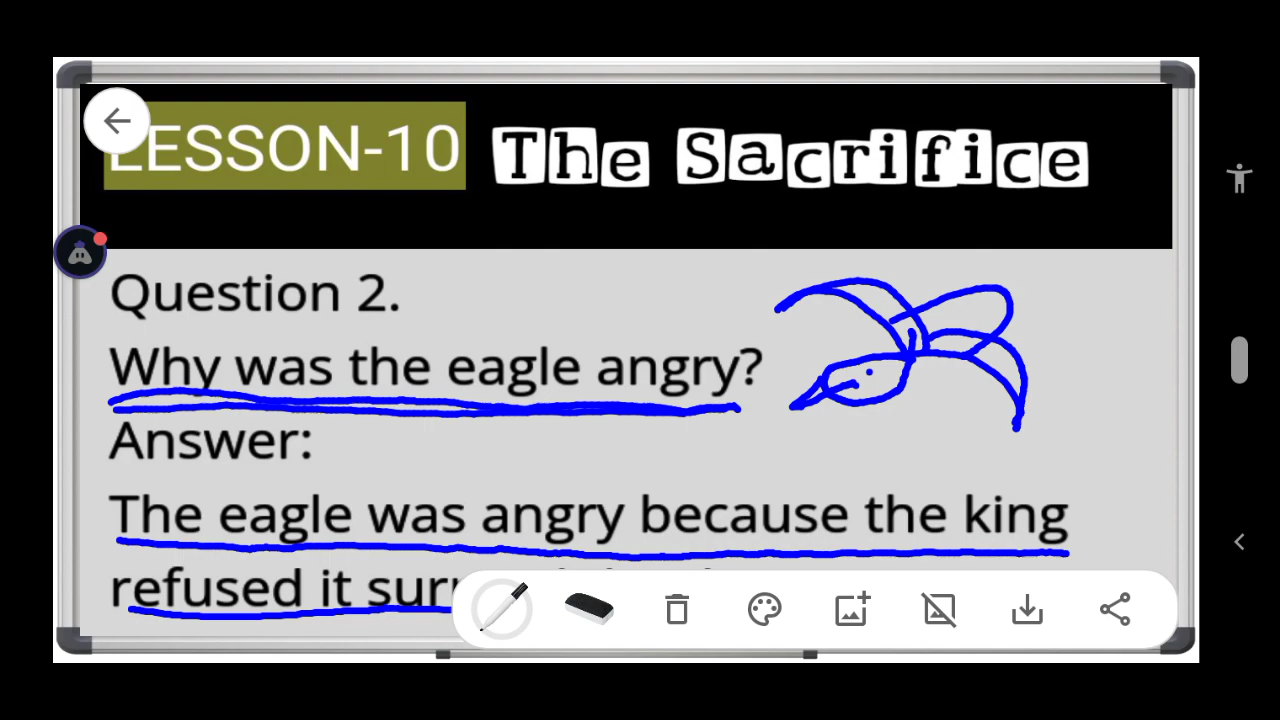 LESSON-10 The Sacrifice
Question 2.
Why was the eagle angry?
Answer:
The eagle was angry because the king
refused it